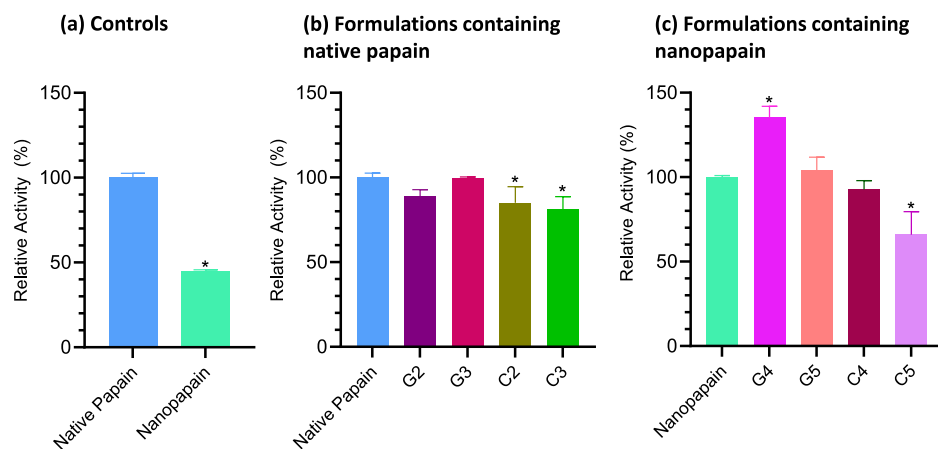 (a) Controls
Relative Activity (%)
150
100
50
0
*
Native Papain
Nanopapain
(b) Formulations containing
native papain
Relative Activity (%)
150
100
50
0
*
*
Native Papain
G2
G3
C2
C3
(c) Formulations containing
nanopapain
Relative Activity (%)
150
100
50
0
*
*
Nanopapain
G4
G5
C4
C5